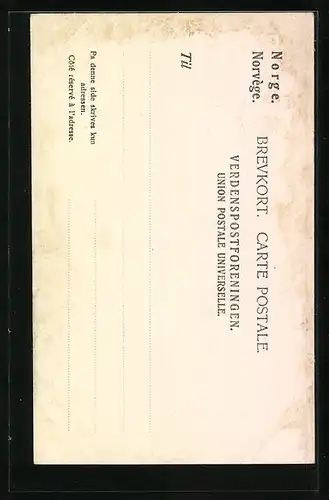 Norge.
Norvège.
BREVKORT. CARTE POSTALE.
VERDENSPOSTFORENINGEN.
UNION POSTALE UNIVERSELLE.
Til
Pa denne side skrives kun
adressen.
Côté réservé à l'adresse.